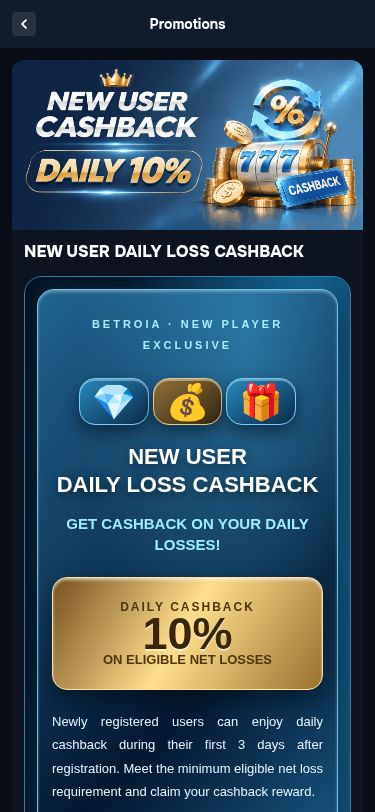 Promotions
NEW USER
CASHBACK
DAILY 10%
%
777
$
CASHBACK
NEW USER DAILY LOSS CASHBACK
BETROIA · NEW PLAYER
EXCLUSIVE
NEW USER
DAILY LOSS CASHBACK
GET CASHBACK ON YOUR DAILY
LOSSES!
DAILY CASHBACK
10%
ON ELIGIBLE NET LOSSES
Newly registered users can enjoy daily
cashback during their first 3 days after
registration. Meet the minimum eligible net loss
requirement and claim your cashback reward.